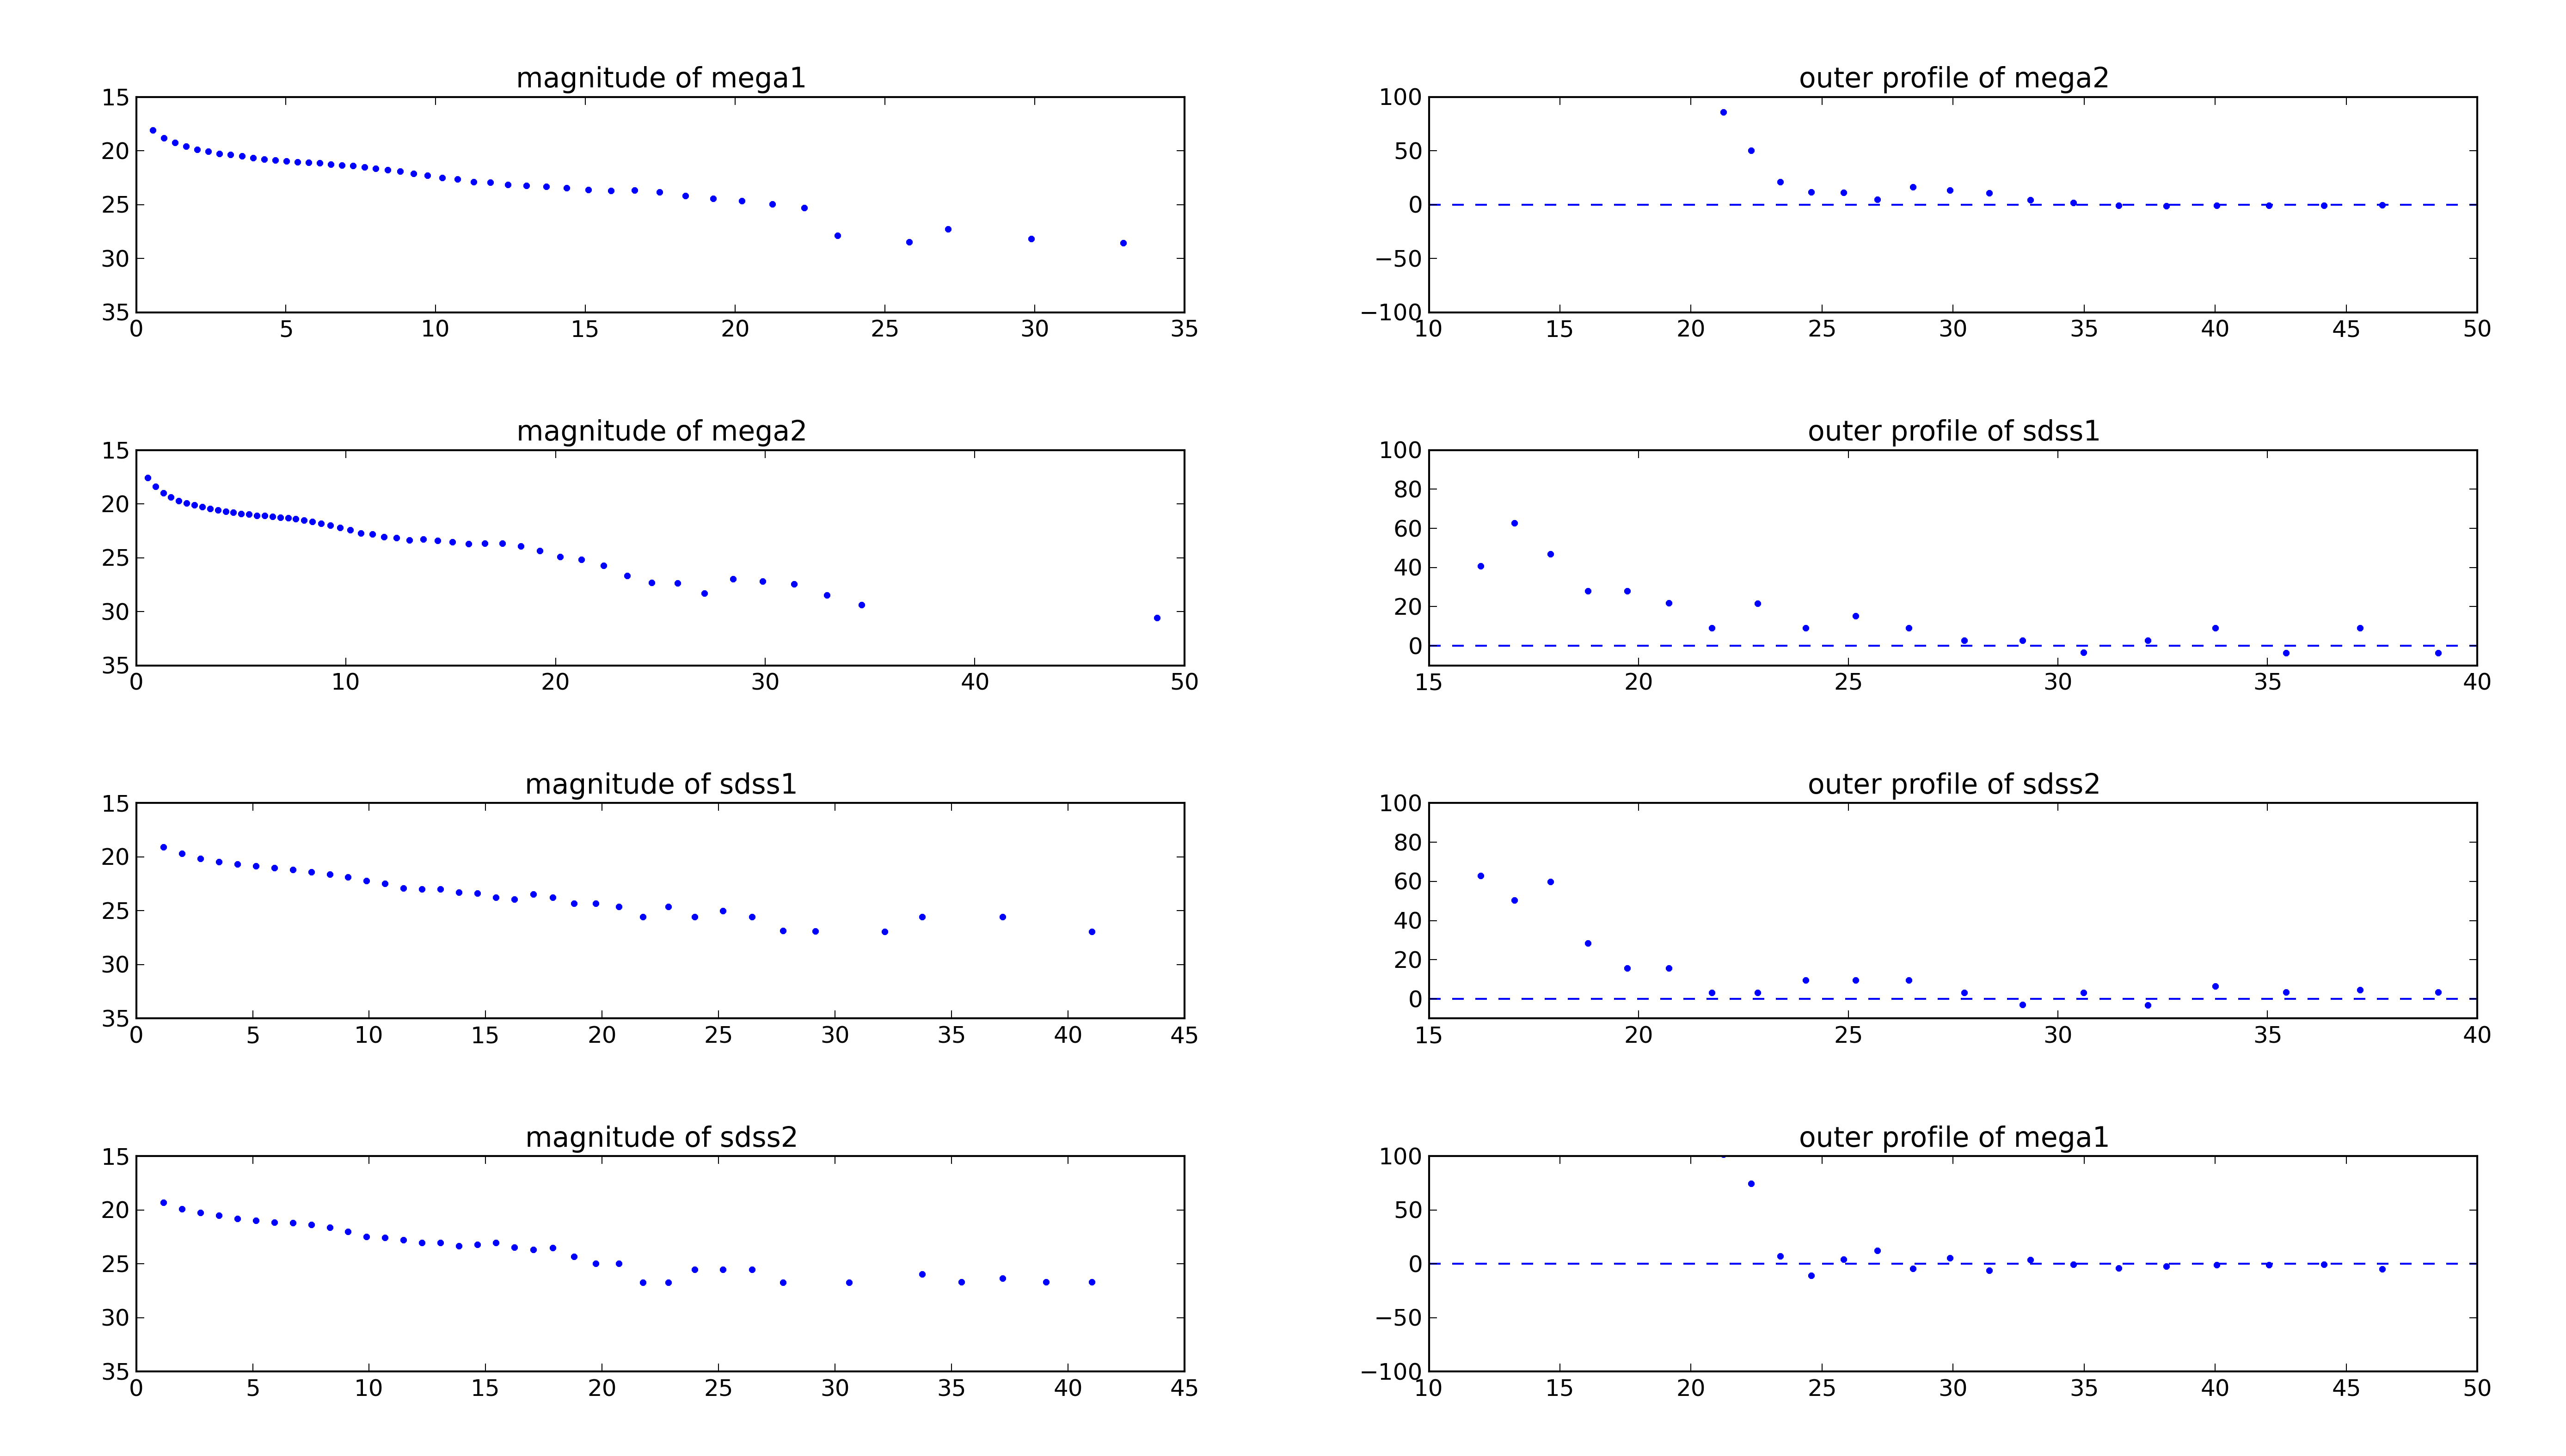 magnitude of mega1
15
20
25
30
35
0 5 10 15 20 25 30 35
outer profile of mega2
100
50
0
−50
−100
10 15 20 25 30 35 40 45 50
magnitude of mega2
15
20
25
30
35
0 10 20 30 40 50
outer profile of sdss1
100
80
60
40
20
0
15 20 25 30 35 40
magnitude of sdss1
15
20
25
30
35
0 5 10 15 20 25 30 35 40 45
outer profile of sdss2
100
80
60
40
20
0
15 20 25 30 35 40
magnitude of sdss2
15
20
25
30
35
0 5 10 15 20 25 30 35 40 45
outer profile of mega1
100
50
0
−50
−100
10 15 20 25 30 35 40 45 50